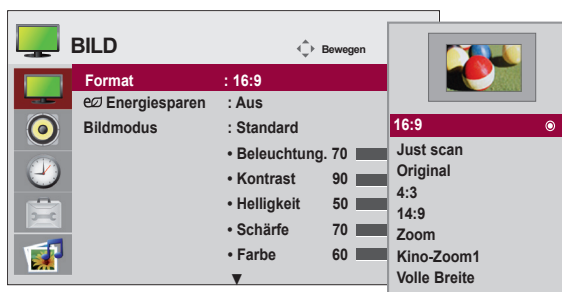 BILD
Bewegen
Format : 16:9
Energiesparen : Aus
Bildmodus : Standard
• Beleuchtung. 70
• Kontrast 90
• Helligkeit 50
• Schärfe 70
• Farbe 60
16:9
Just scan
Original
4:3
14:9
Zoom
Kino-Zoom1
Volle Breite